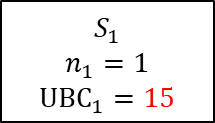 S₁
n₁ = 1
UBC₁ = 15